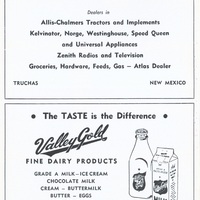 Dealers in
Allis-Chalmers Tractors and Implements
Kelvinator, Norge, Westinghouse, Speed Queen
and Universal Appliances
Zenith Radios and Television
Groceries, Hardware, Feeds, Gas – Atlas Dealer
TRUCHAS NEW MEXICO
• The TASTE is the Difference •
Valley Gold
FINE DAIRY PRODUCTS
GRADE A MILK - ICE CREAM
CHOCOLATE MILK
CREAM - BUTTERMILK
BUTTER - EGGS